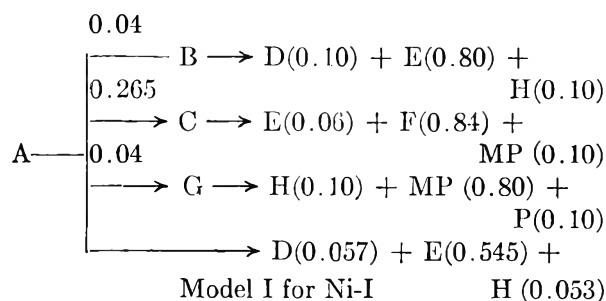 0.04
B ⟶ D(0.10) + E(0.80) +
0.265 H(0.10)
C ⟶ E(0.06) + F(0.84) +
A 0.04 MP (0.10)
G ⟶ H(0.10) + MP (0.80) +
P(0.10)
D(0.057) + E(0.545) +
Model I for Ni-I H (0.053)